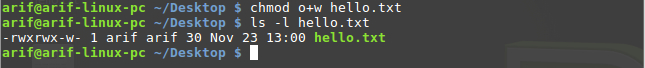 arif@arif-linux-pc ~/Desktop $ chmod o+w hello.txt
arif@arif-linux-pc ~/Desktop $ ls -l hello.txt
-rwxrwx-w- 1 arif arif 30 Nov 23 13:00 hello.txt
arif@arif-linux-pc ~/Desktop $